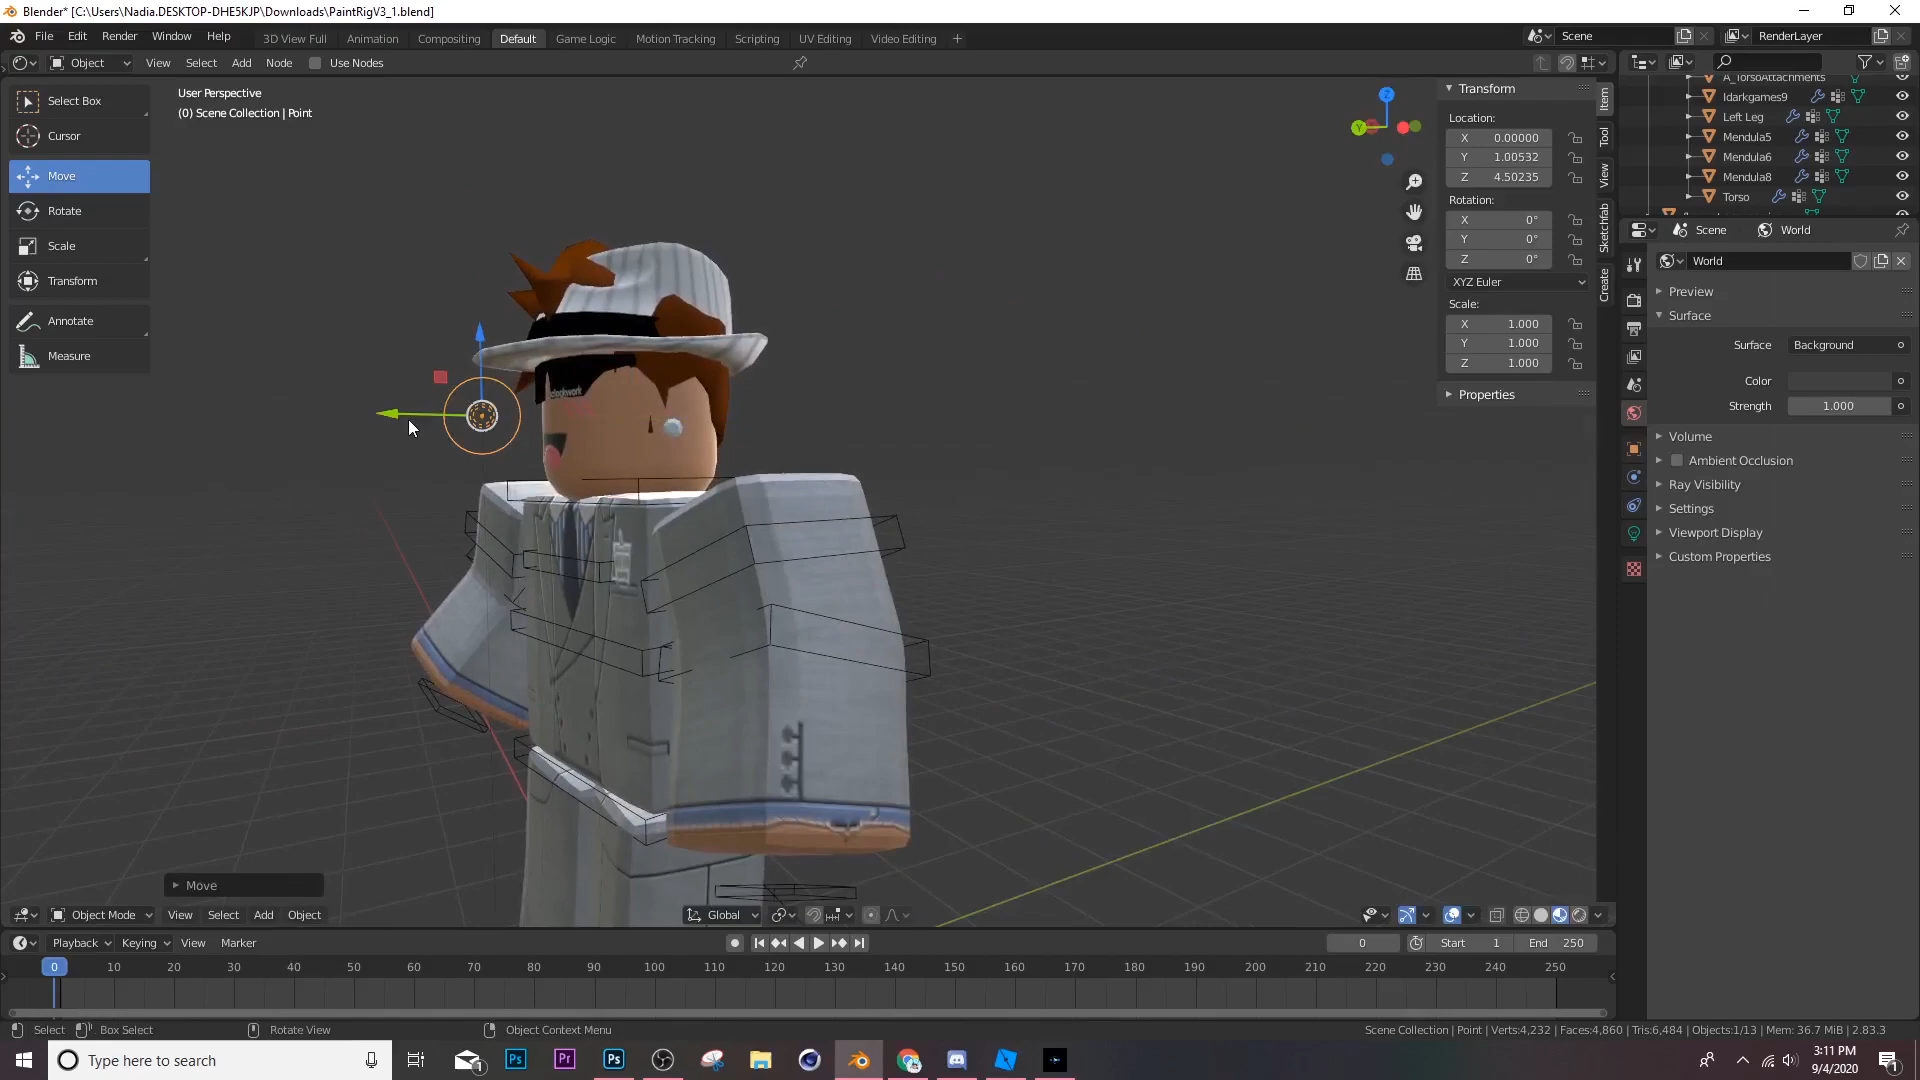 Blender* [C:\Users\Nadia.DESKTOP-DHE5KJP\Downloads\PaintRigV3_1.blend]
File Edit Render Window Help 3D View Full Animation Compositing Default Game Logic Motion Tracking Scripting UV Editing Video Editing + Scene RenderLayer
Object View Select Add Node Use Nodes
User Perspective
(0) Scene Collection | Point
Select Box
Cursor
Move
Rotate
Scale
Transform
Annotate
Measure
Z
Y
Transform
Location:
X 0.00000
Y 1.00532
Z 4.50235
Rotation:
X 0°
Y 0°
Z 0°
XYZ Euler
Scale:
X 1.000
Y 1.000
Z 1.000
Properties
Item
Tool
View
Sketchfab
Create
A_TorsoAttachments
Idarkgames9
Left Leg
Mendula5
Mendula6
Mendula8
Torso
Scene World
World
Preview
Surface
Surface Background
Color
Strength 1.000
Volume
Ambient Occlusion
Ray Visibility
Settings
Viewport Display
Custom Properties
clockwork
Move
Object Mode View Select Add Object Global
Playback Keying View Marker 0 Start 1 End 250
0 10 20 30 40 50 60 70 80 90 100 110 120 130 140 150 160 170 180 190 200 210 220 230 240 250
Select Box Select Rotate View Object Context Menu Scene Collection | Point | Verts:4,232 | Faces:4,860 | Tris:6,484 | Objects:1/13 | Mem: 36.7 MiB | 2.83.3
Type here to search 1 Ps Pr Ps 3:11 PM
9/4/2020 1